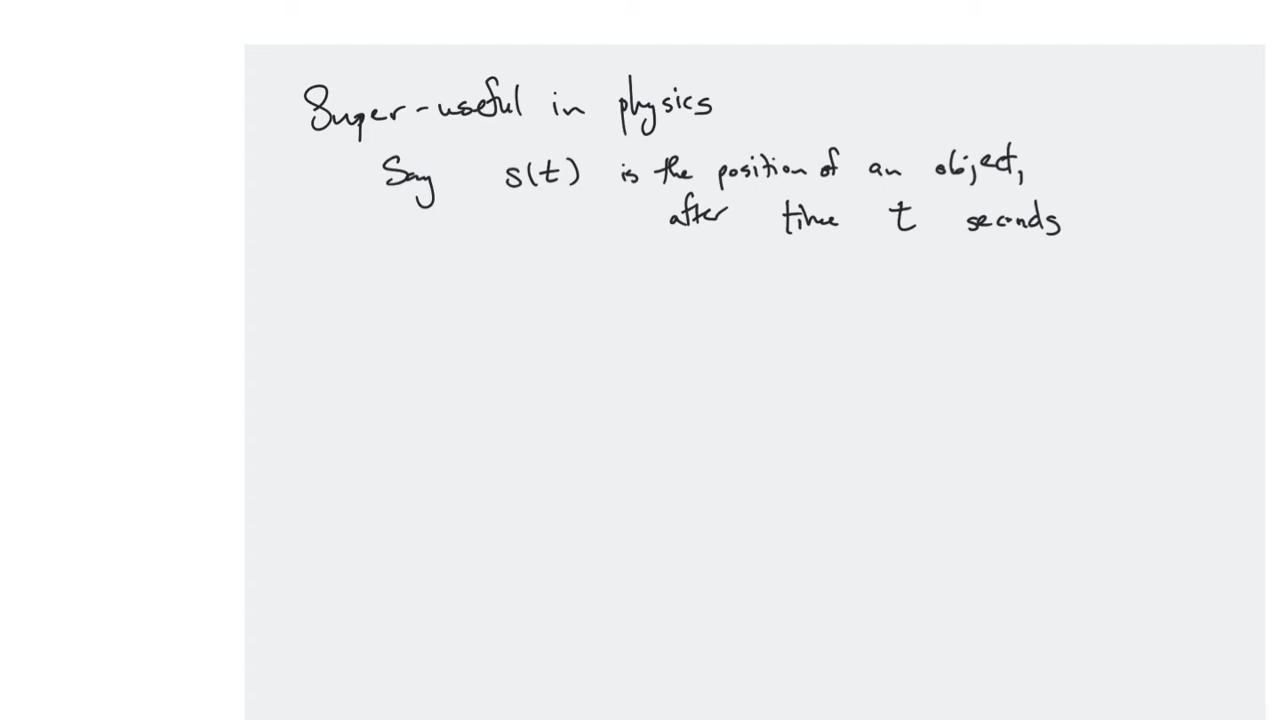 Super-useful in physics
Say s(t) is the position of an object,
after time t seconds